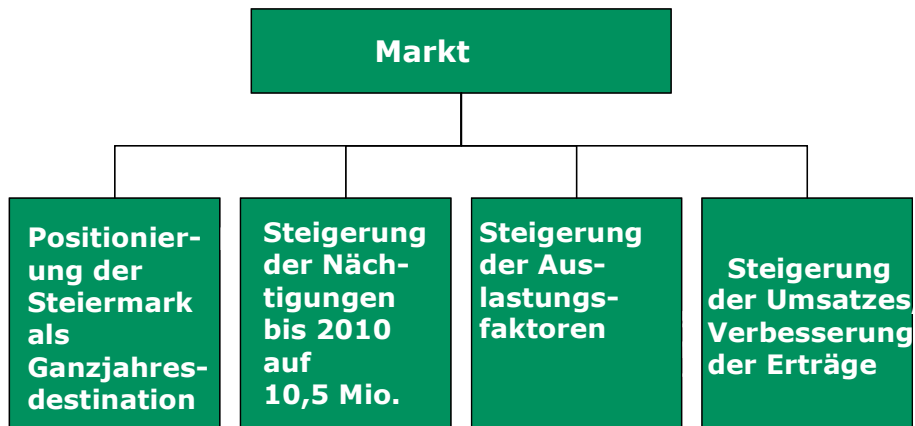 Markt
Positionier-
ung der
Steiermark
als
Ganzjahres-
destination
Steigerung
der Näch-
tigungen
bis 2010
auf
10,5 Mio.
Steigerung
der Aus-
lastungs-
faktoren
Steigerung
der Umsatzes,
Verbesserung
der Erträge